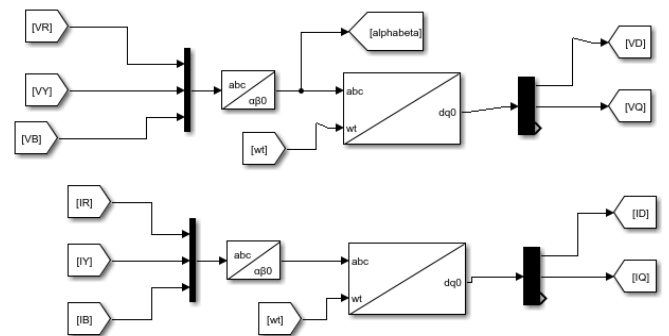 [VR]
[VY]
[VB]
abc
αβ0
[alphabeta]
abc
wt
dq0
[wt]
[VD]
[VQ]
[IR]
[IY]
[IB]
abc
αβ0
abc
wt
dq0
[wt]
[ID]
[IQ]